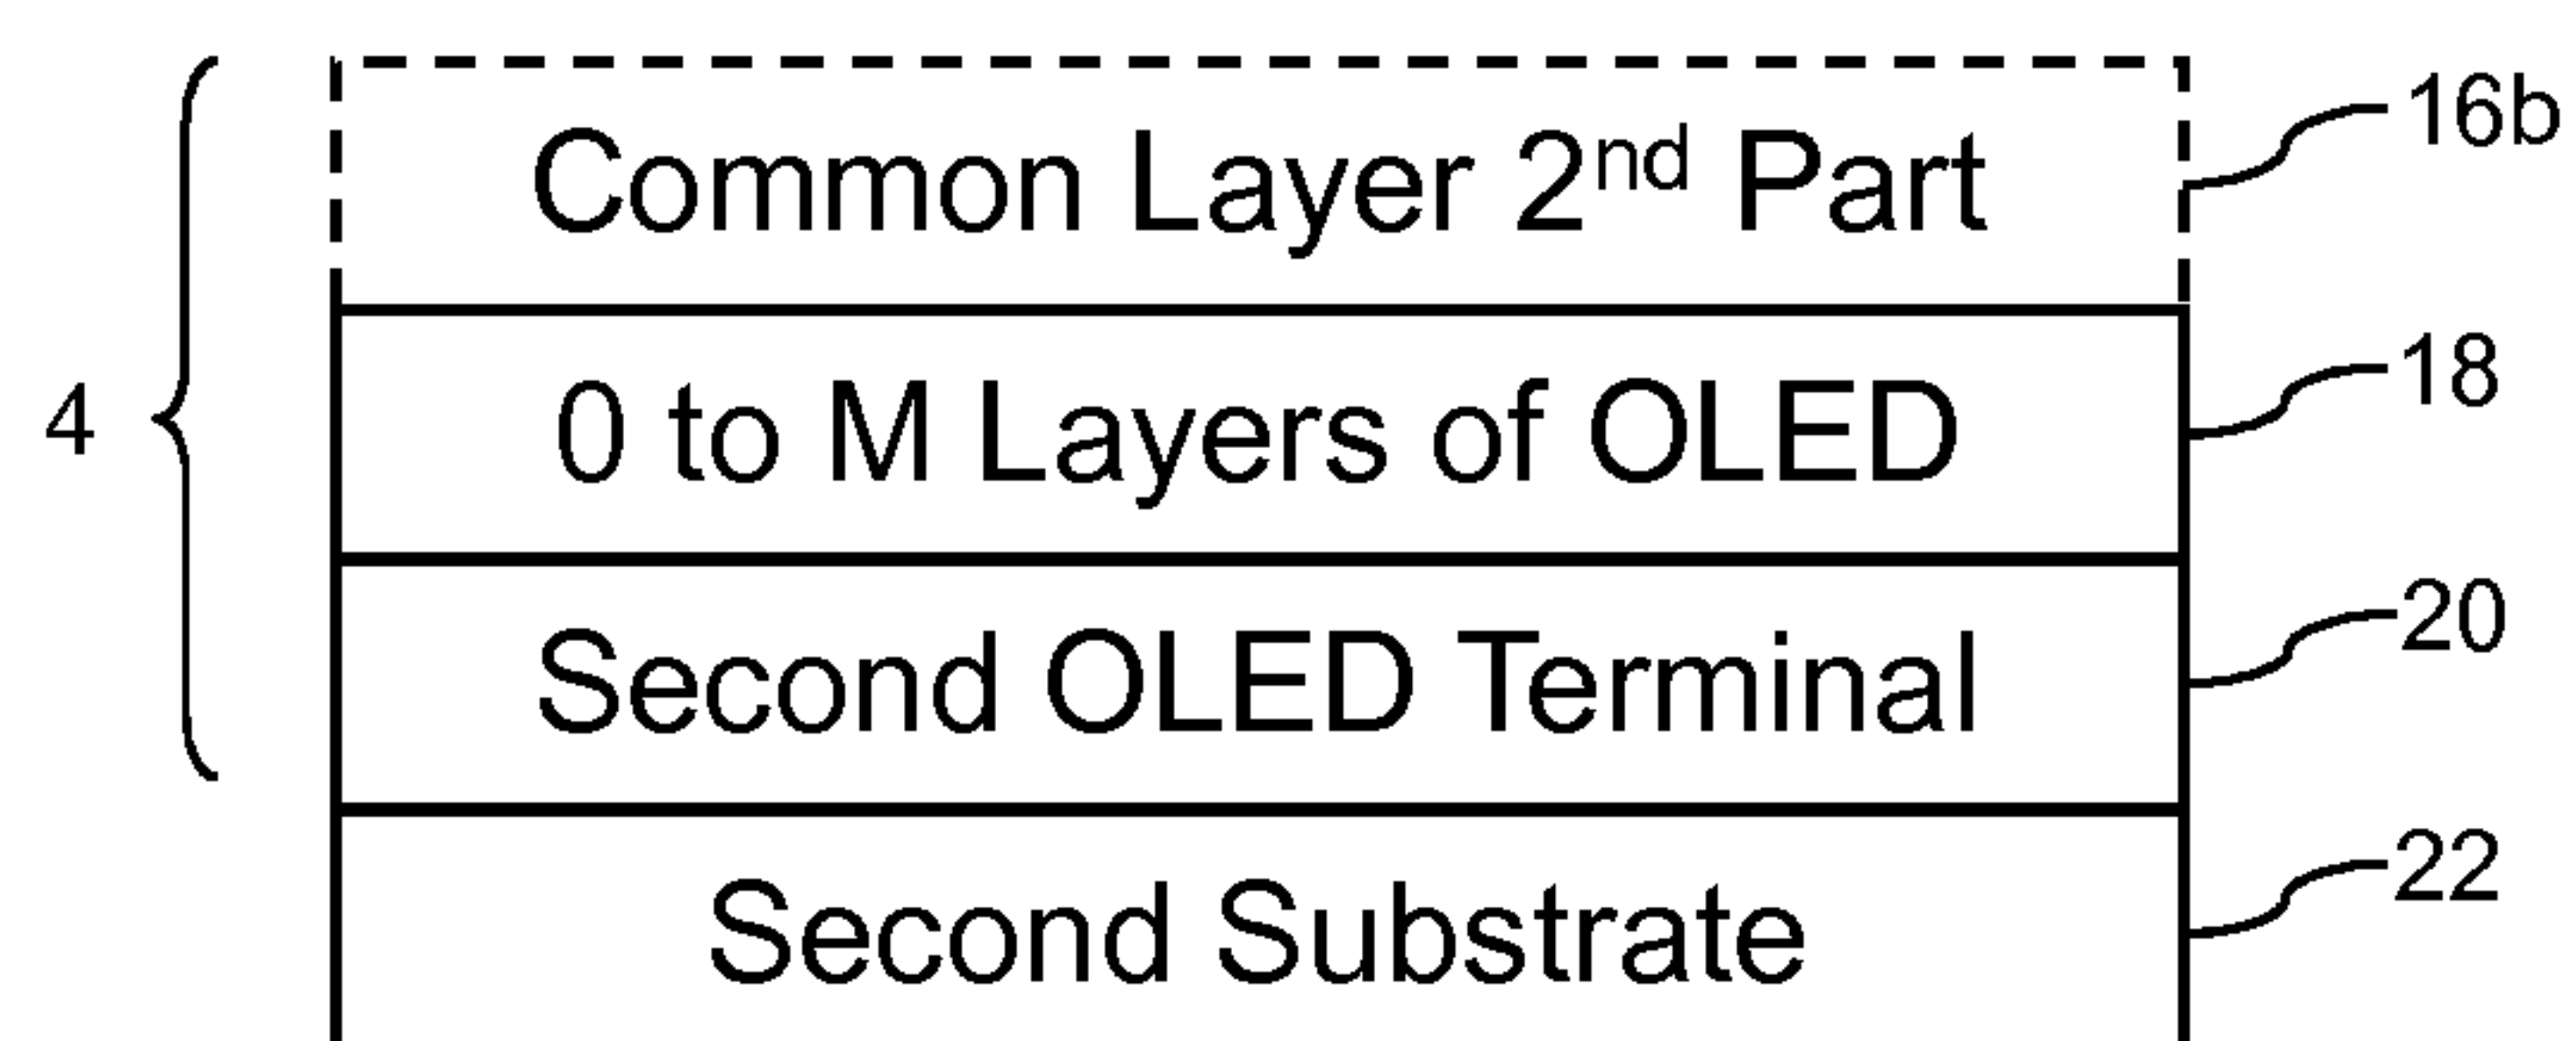 Common Layer 2nd Part
16b
0 to M Layers of OLED
18
4
Second OLED Terminal
20
Second Substrate
22